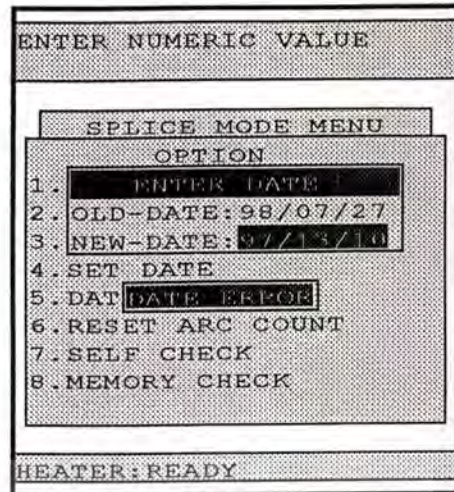 ENTER NUMERIC VALUE
SPLICE MODE MENU
OPTION
1. ENTER DATE
2. OLD-DATE:98/07/27
3. NEW-DATE:97/13/10
4. SET DATE
5. DAT DATE ERROR
6. RESET ARC COUNT
7. SELF CHECK
8. MEMORY CHECK
HEATER:READY